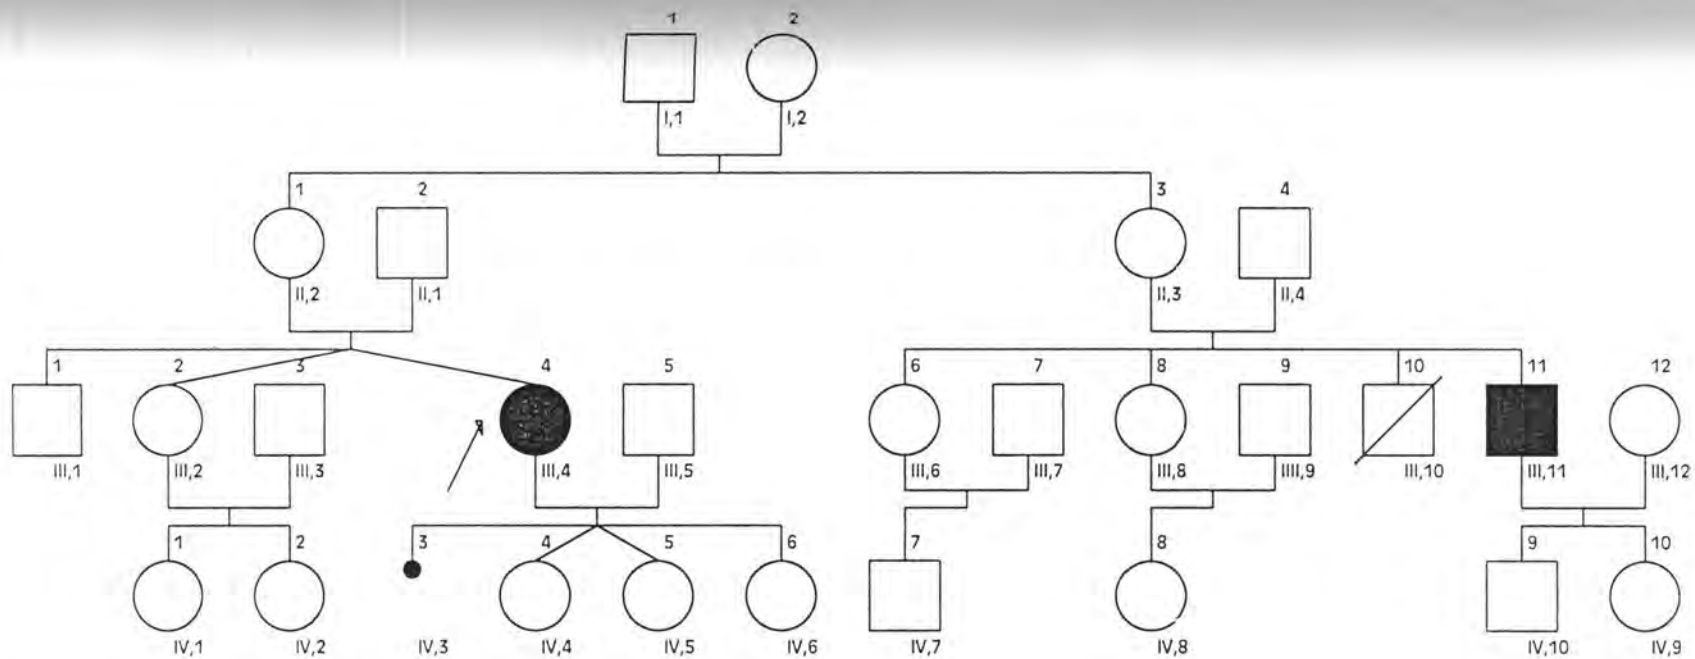 1 2
I,1 I,2
1 2 3 4
II,2 II,1 II,3 II,4
1 2 3 4 5 6 7 8 9 10 11 12
III,1 III,2 III,3 III,4 III,5 III,6 III,7 III,8 IIII,9 III,10 III,11 III,12
1 2 3 4 5 6 7 8 9 10
IV,1 IV,2 IV,3 IV,4 IV,5 IV,6 IV,7 IV,8 IV,10 IV,9